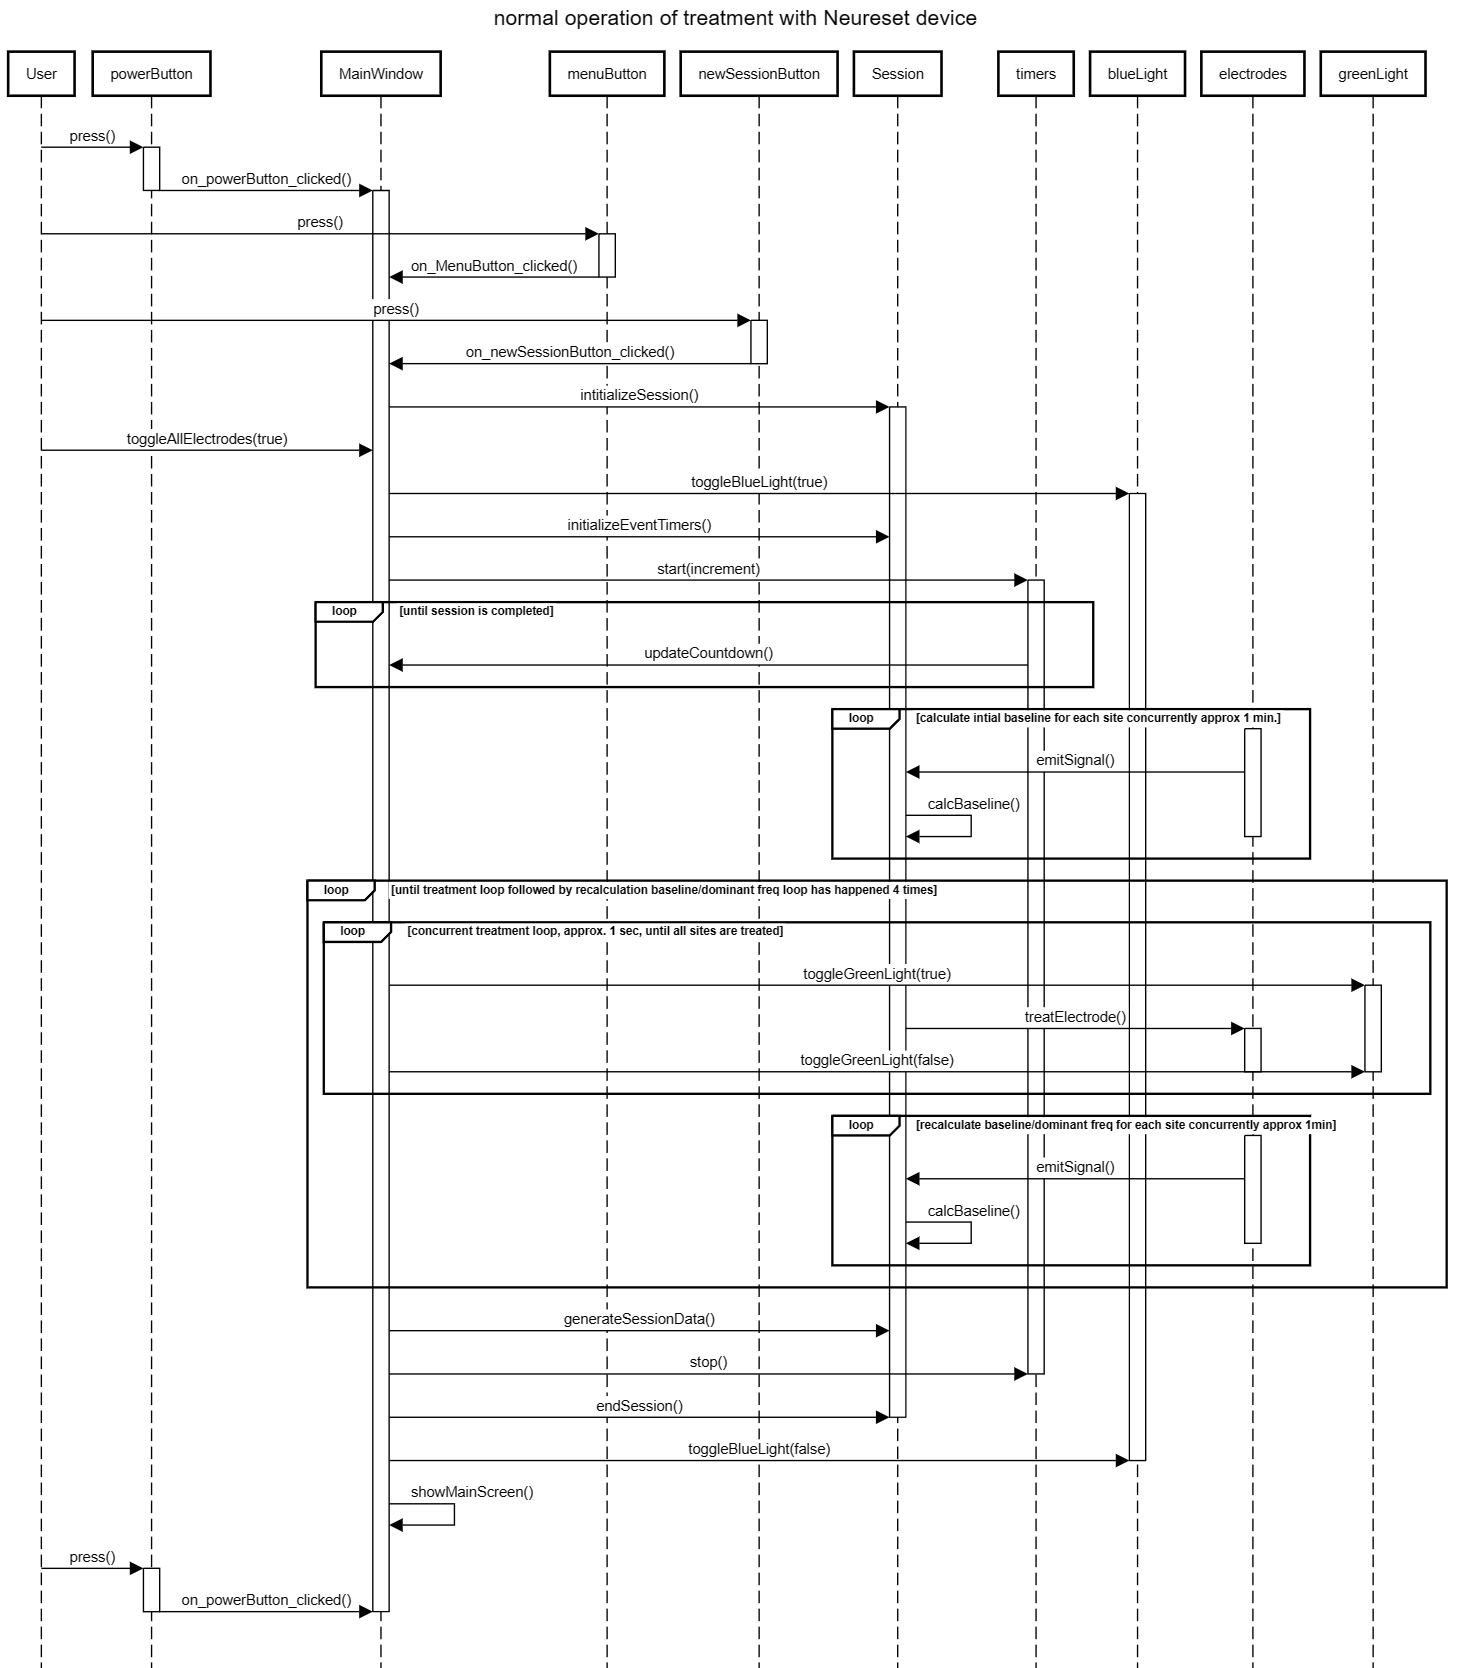 normal operation of treatment with Neureset device
User
powerButton
MainWindow
menuButton
newSessionButton
Session
timers
blueLight
electrodes
greenLight
press()
on_powerButton_clicked()
press()
on_MenuButton_clicked()
press()
on_newSessionButton_clicked()
intitializeSession()
toggleAllElectrodes(true)
toggleBlueLight(true)
initializeEventTimers()
start(increment)
loop
[until session is completed]
updateCountdown()
loop
[calculate intial baseline for each site concurrently approx 1 min.]
emitSignal()
calcBaseline()
loop
[until treatment loop followed by recalculation baseline/dominant freq loop has happened 4 times]
loop
[concurrent treatment loop, approx. 1 sec, until all sites are treated]
toggleGreenLight(true)
treatElectrode()
toggleGreenLight(false)
loop
[recalculate baseline/dominant freq for each site concurrently approx 1min]
emitSignal()
calcBaseline()
generateSessionData()
stop()
endSession()
toggleBlueLight(false)
showMainScreen()
press()
on_powerButton_clicked()